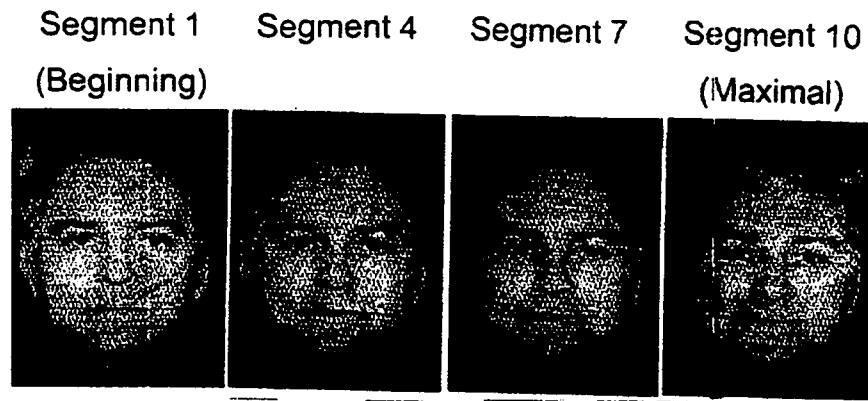 Segment 1 Segment 4 Segment 7 Segment 10
(Beginning) (Maximal)